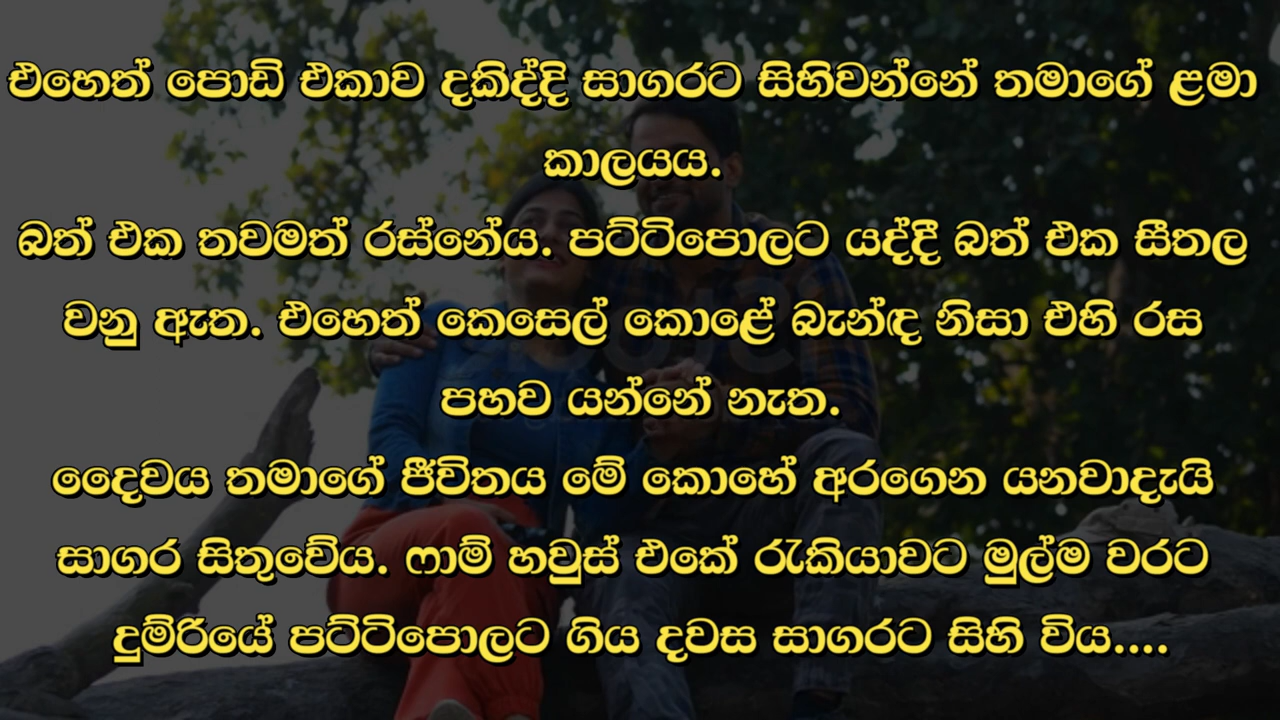 එහෙත් පොඩි එකාව දකිද්දි සාගරට සිහිවන්නේ තමාගේ ළමා
කාලයය.
බත් එක තවමත් රස්නේය. පට්ටිපොලට යද්දී බත් එක සීතල
වනු ඇත. එහෙත් කෙසෙල් කොළේ බැන්ඳ නිසා එහි රස
පහව යන්නේ නැත.
දෛවය තමාගේ ජීවිතය මේ කොහේ අරගෙන යනවාදැයි
සාගර සිතුවේය. ෆාම් හවුස් එකේ රැකියාවට මුල්ම වරට
දුම්රියේ පට්ටිපොලට ගිය දවස සාගරට සිහි විය....